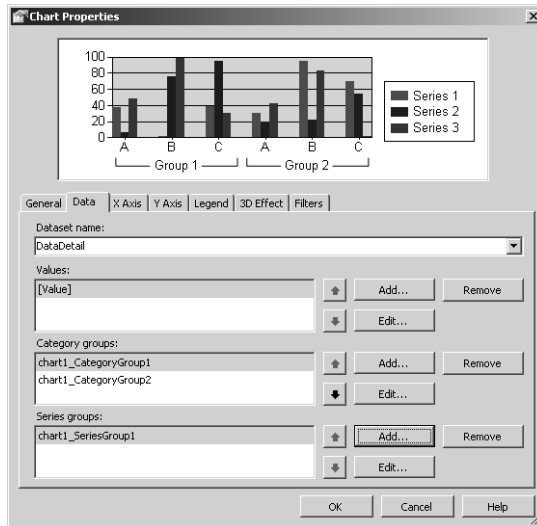 Chart Properties
100
80
60
40
20
0
A B C A B C
Group 1 Group 2
Series 1
Series 2
Series 3
General Data X Axis Y Axis Legend 3D Effect Filters
Dataset name:
DataDetail
Values:
[Value]
Add... Remove
Edit...
Category groups:
chart1_CategoryGroup1
chart1_CategoryGroup2
Add... Remove
Edit...
Series groups:
chart1_SeriesGroup1
Add... Remove
Edit...
OK Cancel Help